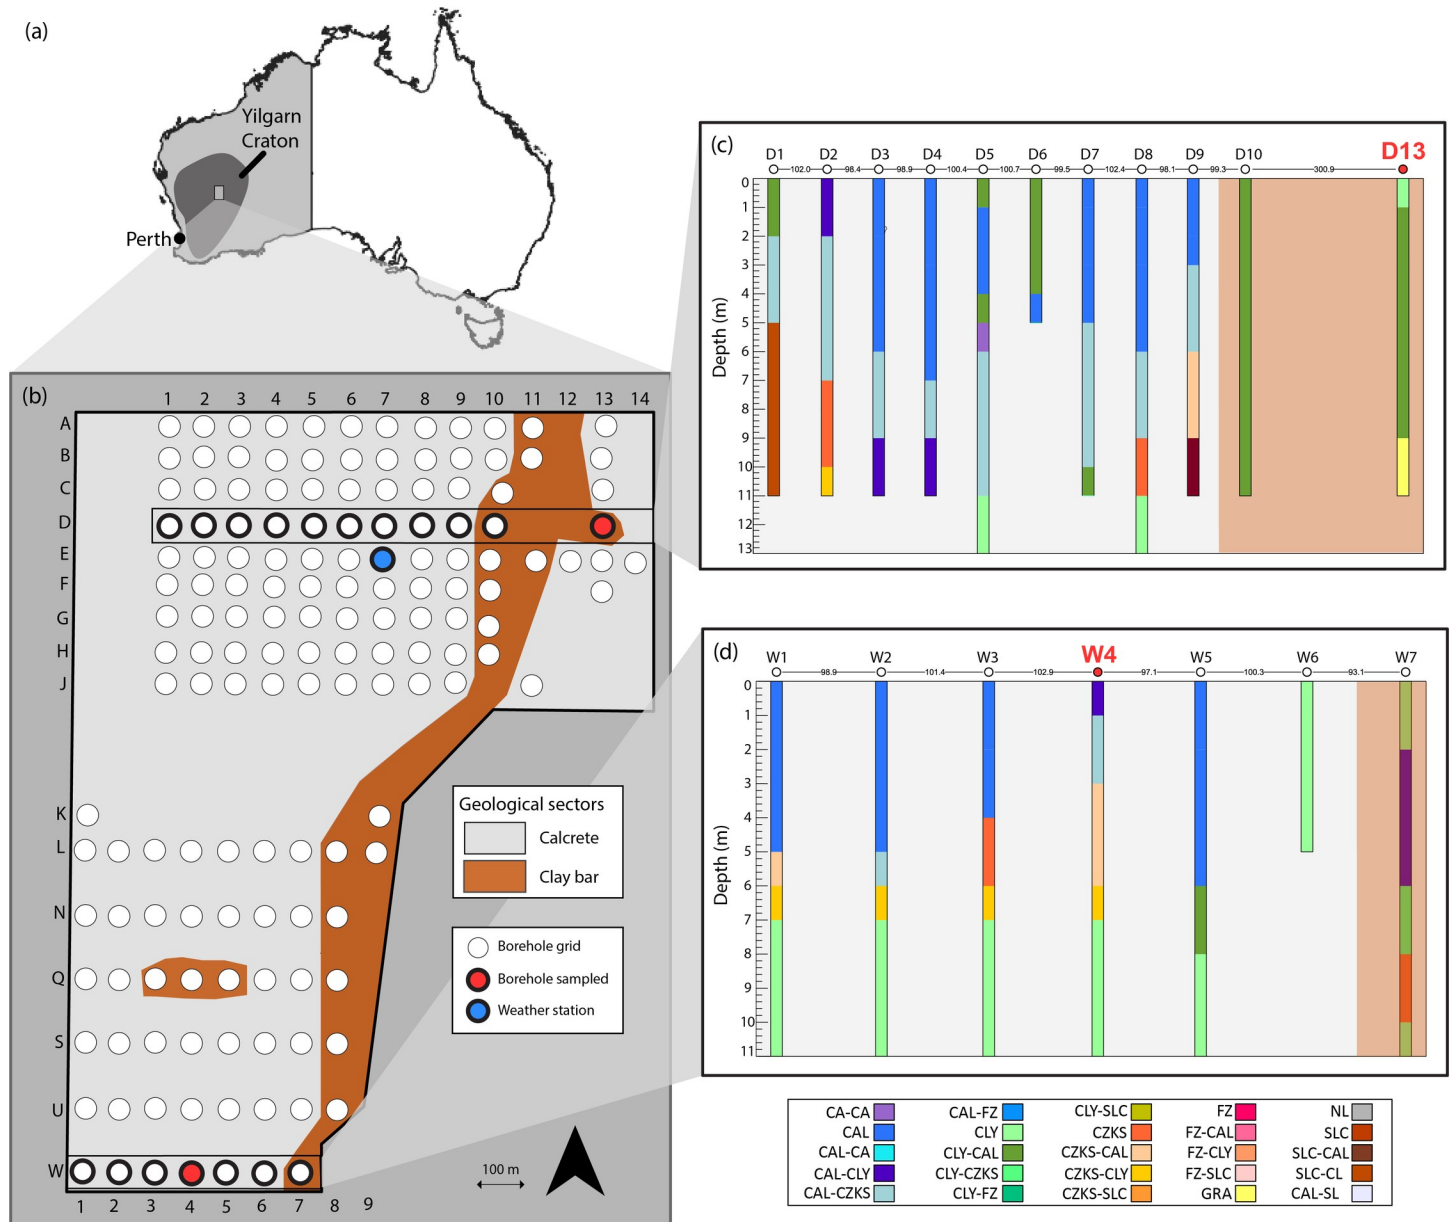 (a)
Yilgarn
Craton
Perth
(b)
1 2 3 4 5 6 7 8 9 10 11 12 13 14
A
B
C
D
E
F
G
H
J
K
L
N
Q
S
U
W
1 2 3 4 5 6 7 8 9
Geological sectors
Calcrete
Clay bar
Borehole grid
Borehole sampled
Weather station
100 m
(c)
D1 D2 D3 D4 D5 D6 D7 D8 D9 D10 D13
102.0 98.4 98.9 100.4 100.7 99.5 102.4 98.1 99.3 300.9
Depth (m)
0
1
2
3
4
5
6
7
8
9
10
11
12
13
?
(d)
W1 W2 W3 W4 W5 W6 W7
98.9 101.4 102.9 97.1 100.3 93.1
Depth (m)
0
1
2
3
4
5
6
7
8
9
10
11
CA-CA CAL-FZ CLY-SLC FZ NL
CAL CLY CZKS FZ-CAL SLC
CAL-CA CLY-CAL CZKS-CAL FZ-CLY SLC-CAL
CAL-CLY CLY-CZKS CZKS-CLY FZ-SLC SLC-CL
CAL-CZKS CLY-FZ CZKS-SLC GRA CAL-SL